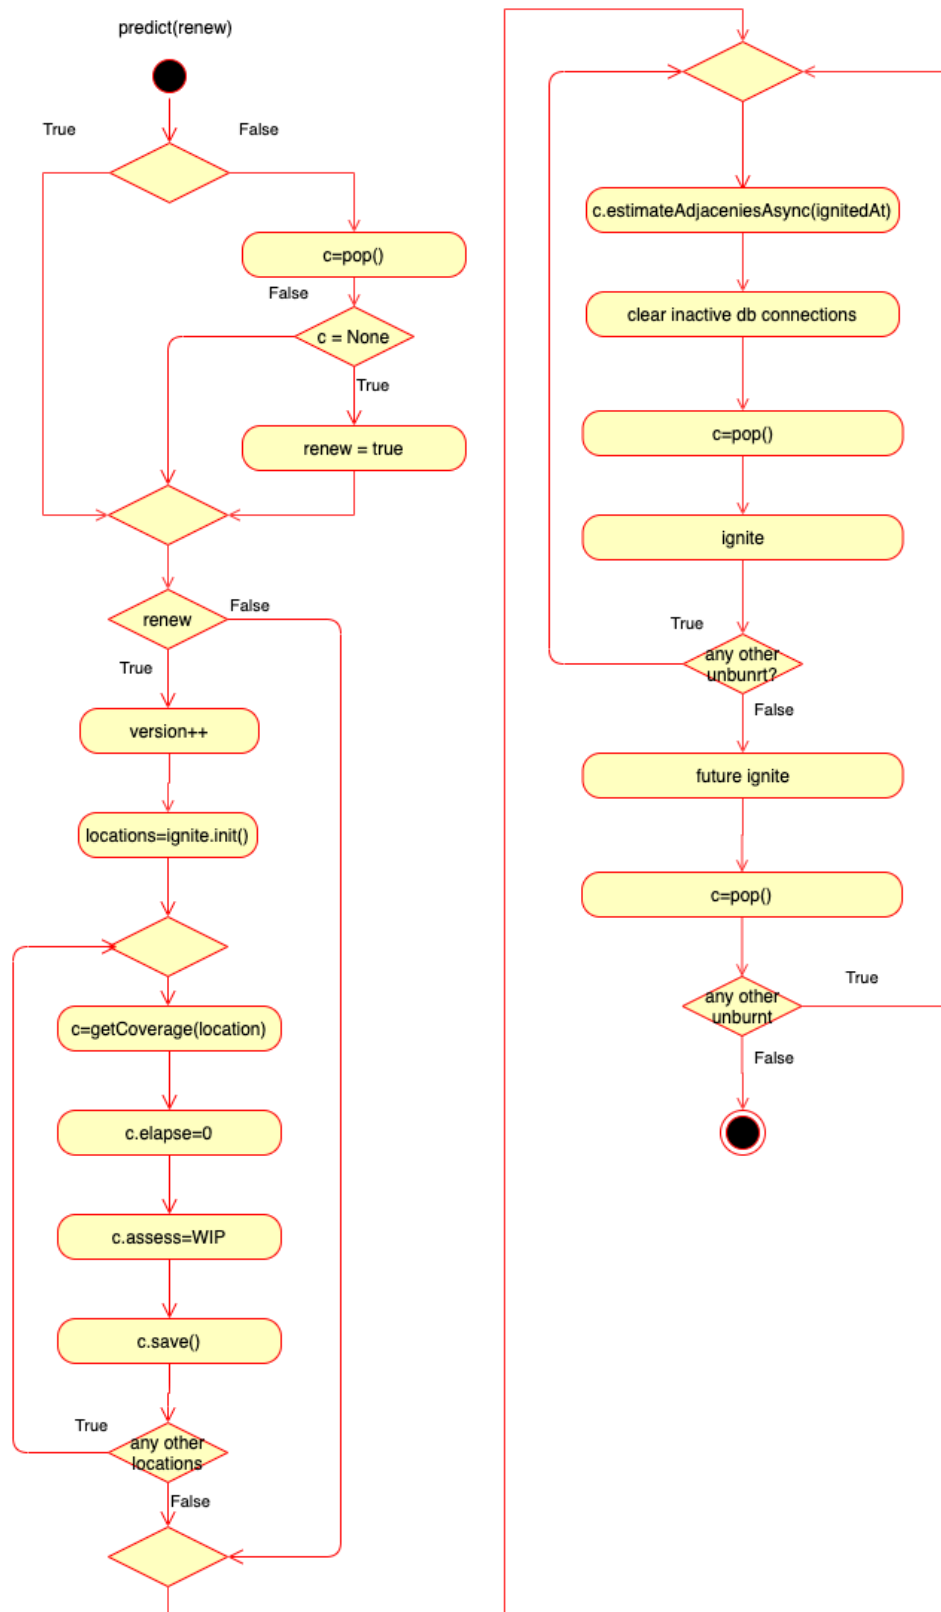 predict(renew)
True
False
c=pop()
False
c = None
True
renew = true
renew
False
True
version++
locations=ignite.init()
c=getCoverage(location)
c.elapse=0
c.assess=WIP
c.save()
True
any other
locations
False
c.estimateAdjaceniesAsync(ignitedAt)
clear inactive db connections
c=pop()
ignite
True
any other
unbunrt?
False
future ignite
c=pop()
any other
unburnt
True
False